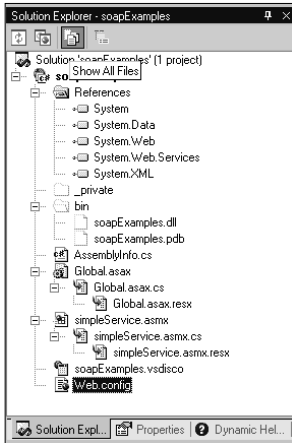 Solution Explorer - soapExamples
Solution 'soapExamples' (1 project)
Show All Files
References
System
System.Data
System.Web
System.Web.Services
System.XML
_private
bin
soapExamples.dll
soapExamples.pdb
AssemblyInfo.cs
Global.asax
Global.asax.cs
Global.asax.resx
simpleService.asmx
simpleService.asmx.cs
simpleService.asmx.resx
soapExamples.vsdisco
Web.config
Solution Expl... Properties Dynamic Hel...